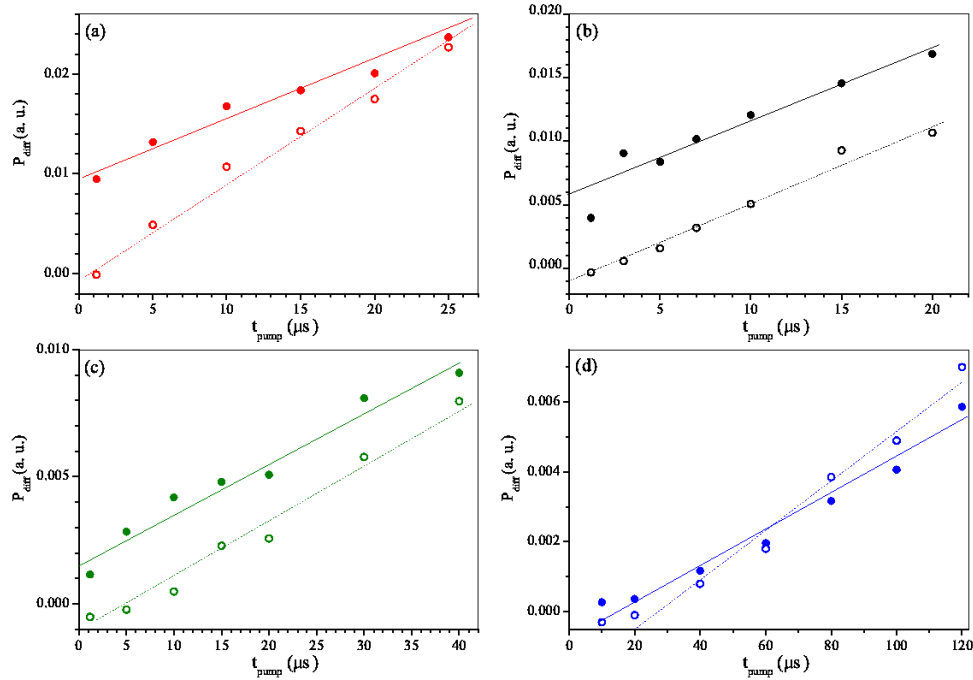 (a)
P_diff (a. u.)
0.02
0.01
0.00
0 5 10 15 20 25
t_pump (μs)
(b)
P_diff (a. u.)
0.020
0.015
0.010
0.005
0.000
0 5 10 15 20
t_pump (μs)
(c)
P_diff (a. u.)
0.010
0.005
0.000
0 5 10 15 20 25 30 35 40
t_pump (μs)
(d)
P_diff (a. u.)
0.006
0.004
0.002
0.000
0 20 40 60 80 100 120
t_pump (μs)